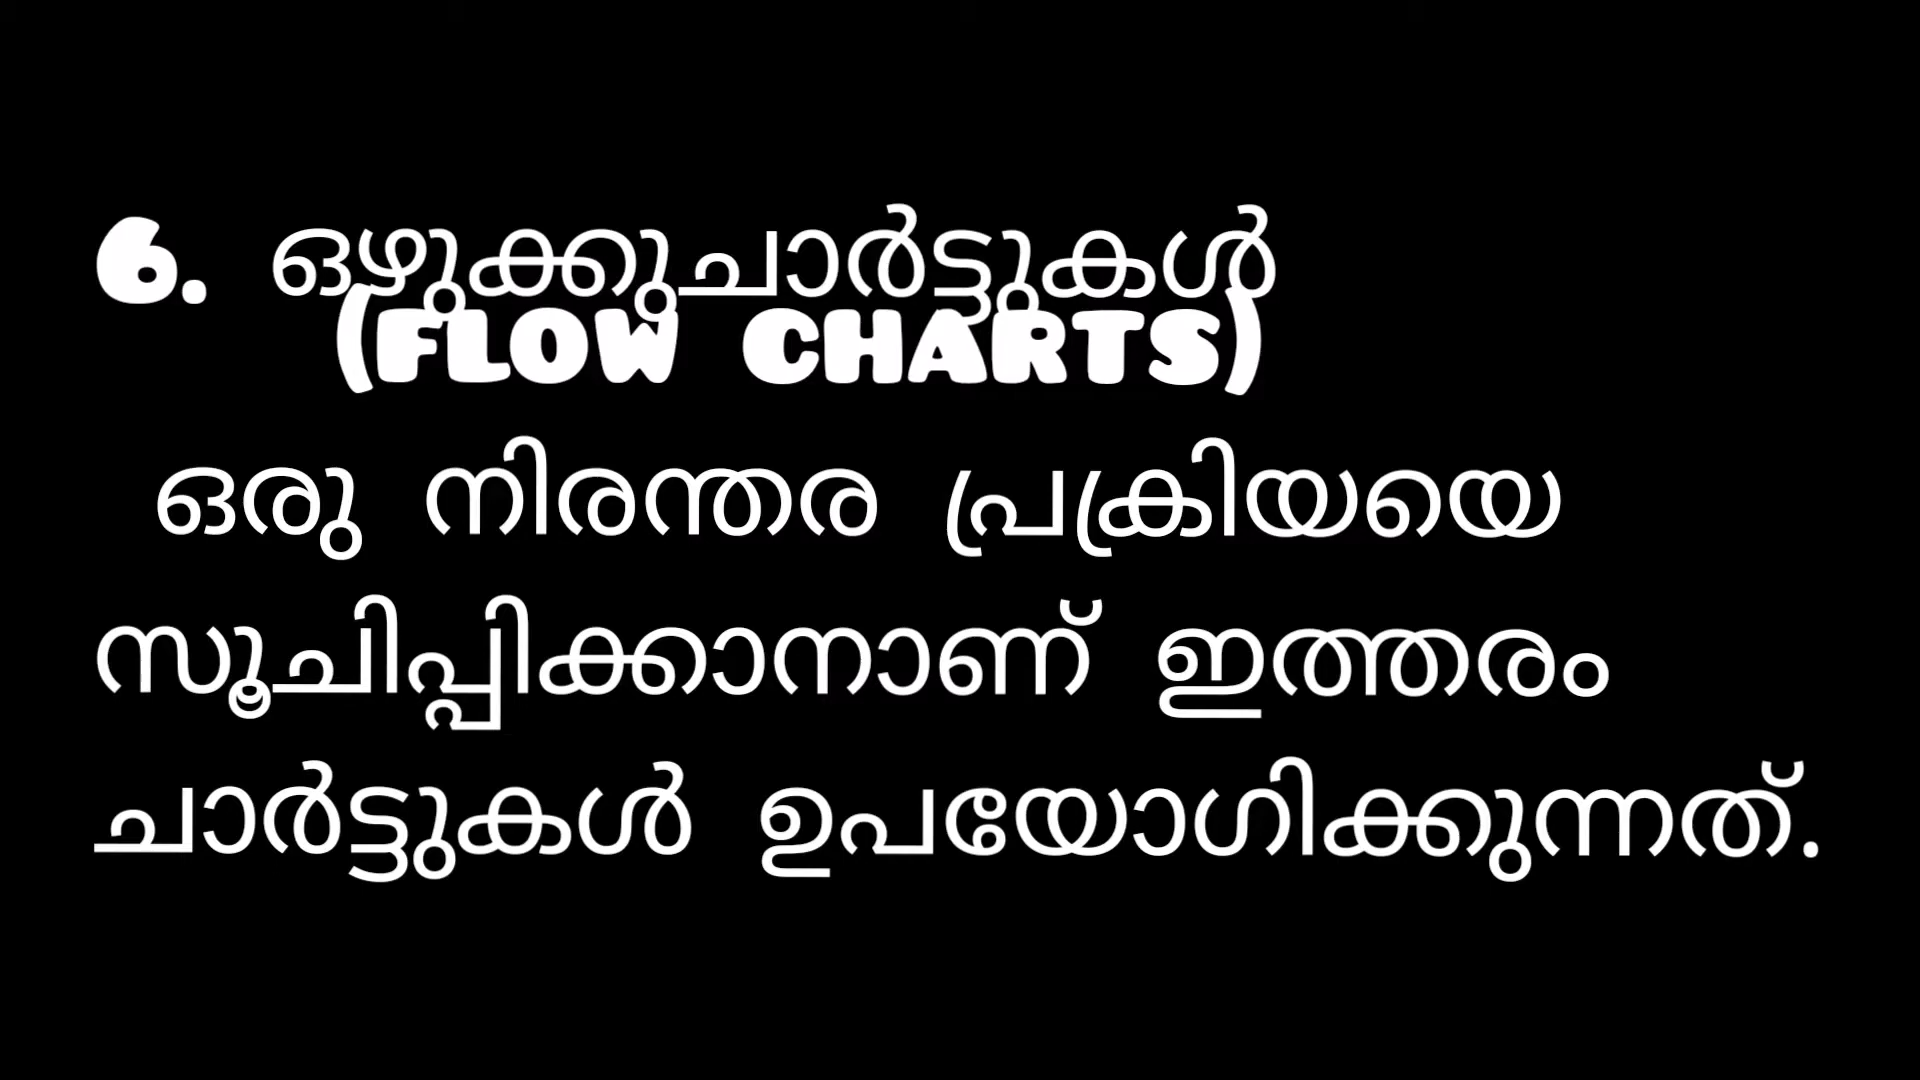 6. ഒഴുക്കുചാർട്ടുകൾ
(FLOW CHARTS)
ഒരു നിരന്തര പ്രക്രിയയെ
സൂചിപ്പിക്കാനാണ് ഇത്തരം
ചാർട്ടുകൾ ഉപയോഗിക്കുന്നത്.